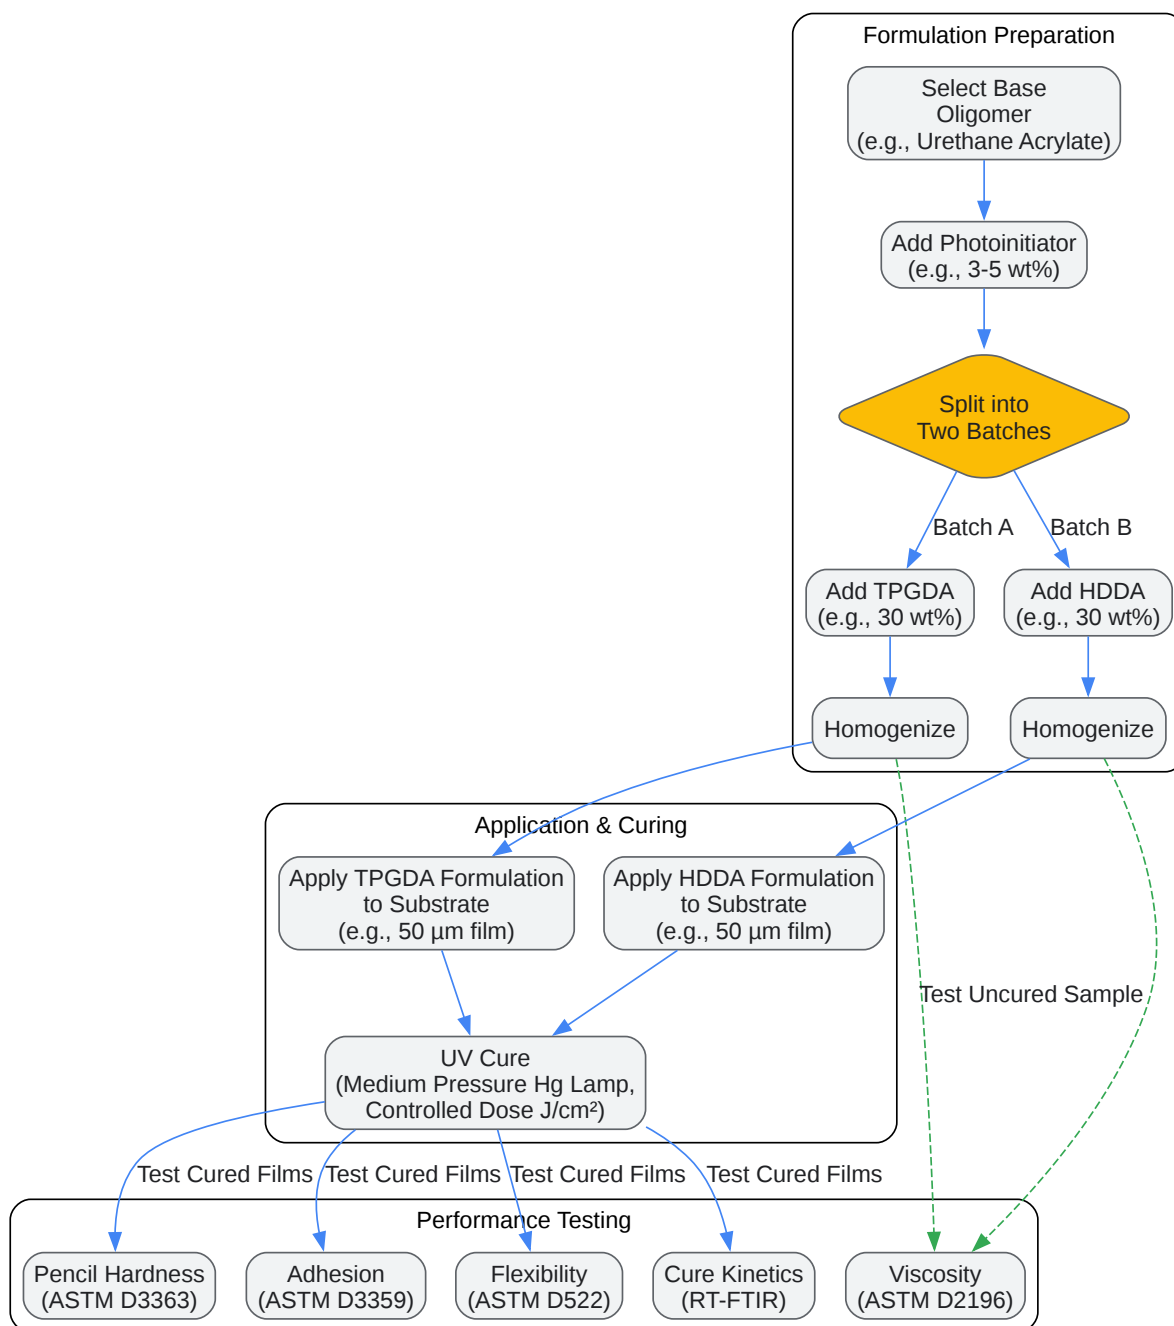 Formulation Preparation
Select Base
Oligomer
(e.g., Urethane Acrylate)
Add Photoinitiator
(e.g., 3-5 wt%)
Split into
Two Batches
Batch A
Batch B
Add TPGDA
(e.g., 30 wt%)
Add HDDA
(e.g., 30 wt%)
Homogenize
Homogenize
Application & Curing
Apply TPGDA Formulation
to Substrate
(e.g., 50 µm film)
Apply HDDA Formulation
to Substrate
(e.g., 50 µm film)
Test Uncured Sample
UV Cure
(Medium Pressure Hg Lamp,
Controlled Dose J/cm²)
Test Cured Films
Test Cured Films
Test Cured Films
Test Cured Films
Performance Testing
Pencil Hardness
(ASTM D3363)
Adhesion
(ASTM D3359)
Flexibility
(ASTM D522)
Cure Kinetics
(RT-FTIR)
Viscosity
(ASTM D2196)